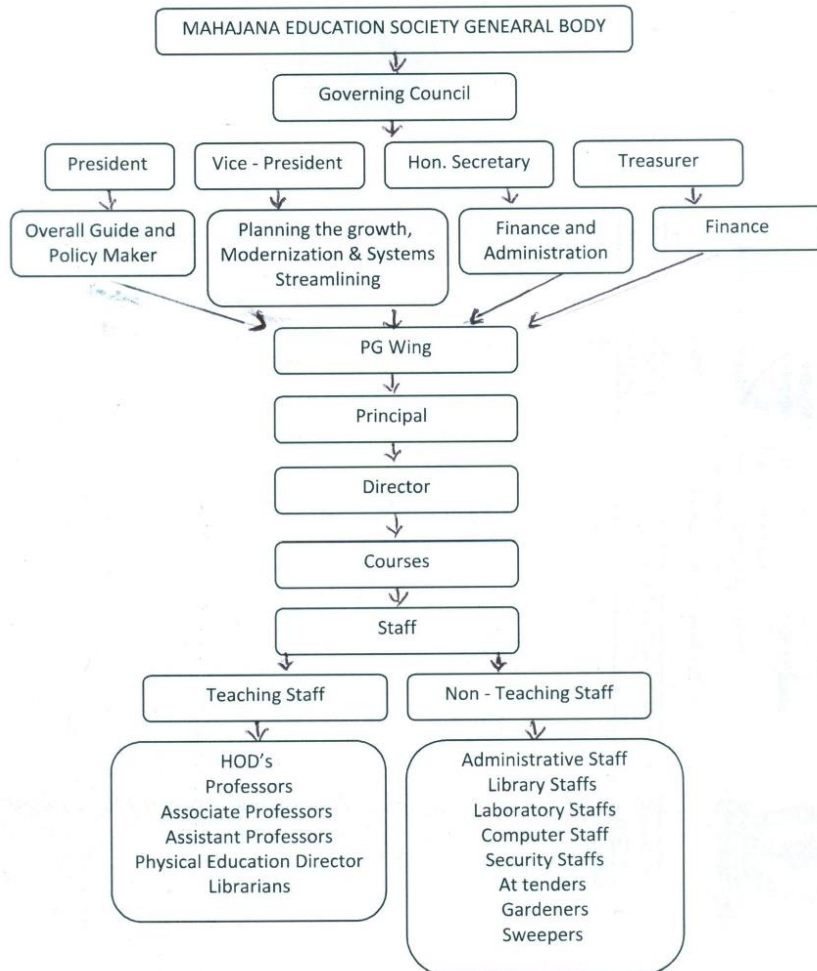 MAHAJANA EDUCATION SOCIETY GENEARAL BODY
Governing Council
President
Vice - President
Hon. Secretary
Treasurer
Overall Guide and
Policy Maker
Planning the growth,
Modernization & Systems
Streamlining
Finance and
Administration
Finance
PG Wing
Principal
Director
Courses
Staff
Teaching Staff
Non - Teaching Staff
HOD's
Professors
Associate Professors
Assistant Professors
Physical Education Director
Librarians
Administrative Staff
Library Staffs
Laboratory Staffs
Computer Staff
Security Staffs
At tenders
Gardeners
Sweepers